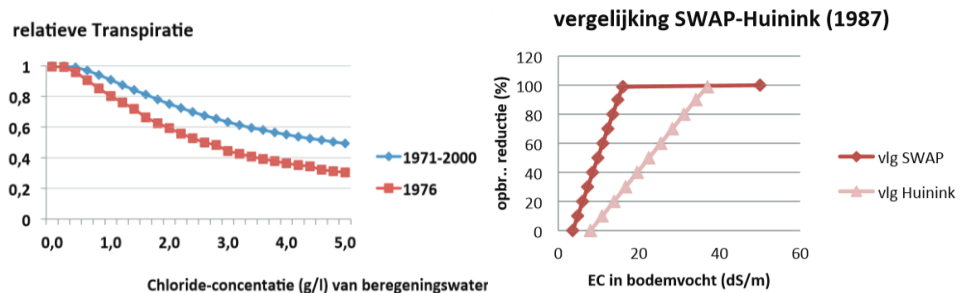 relatieve Transpiratie
1
0,8
0,6
0,4
0,2
0
0,0 1,0 2,0 3,0 4,0 5,0
Chloride-concentatie (g/l) van beregeningswater
1971-2000
1976
vergelijking SWAP-Huinink (1987)
opbr.. reductie (%)
120
100
80
60
40
20
0
0 20 40 60
EC in bodemvocht (dS/m)
vlg SWAP
vlg Huinink